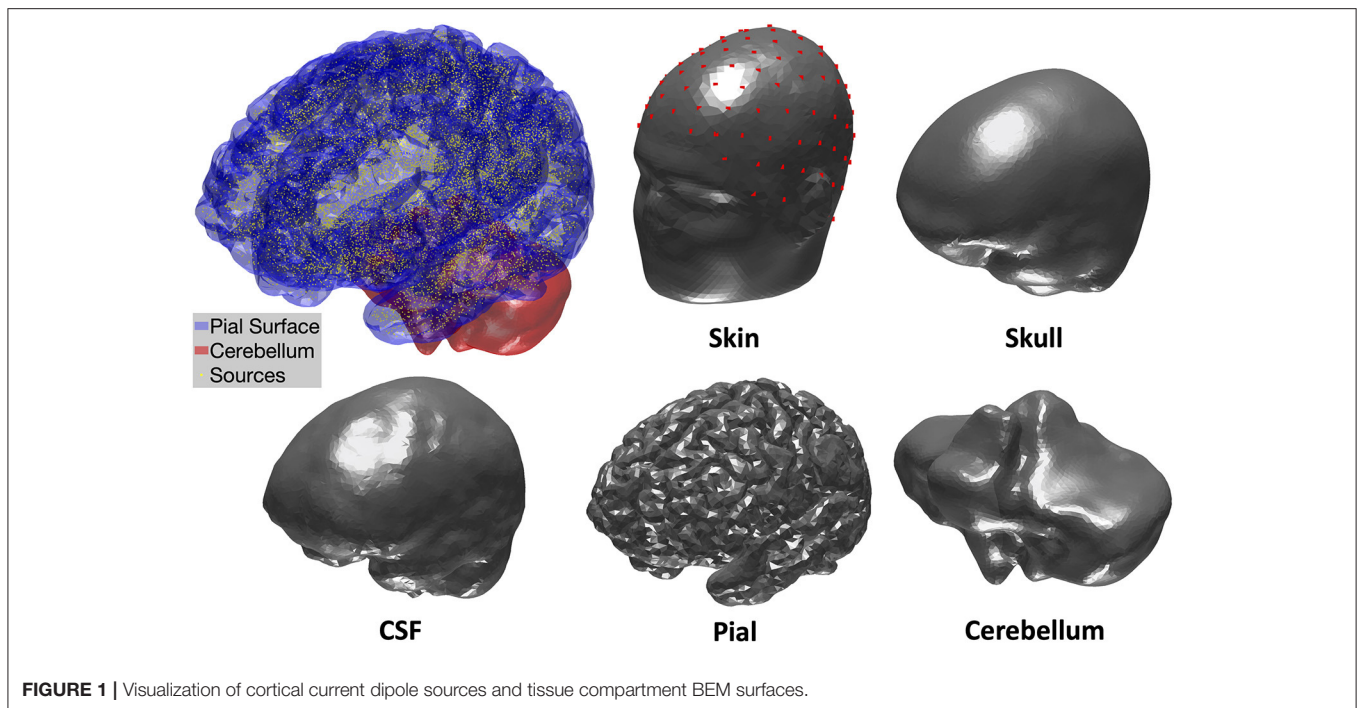 Pial Surface
Cerebellum
Sources
Skin
Skull
CSF
Pial
Cerebellum
FIGURE 1 | Visualization of cortical current dipole sources and tissue compartment BEM surfaces.